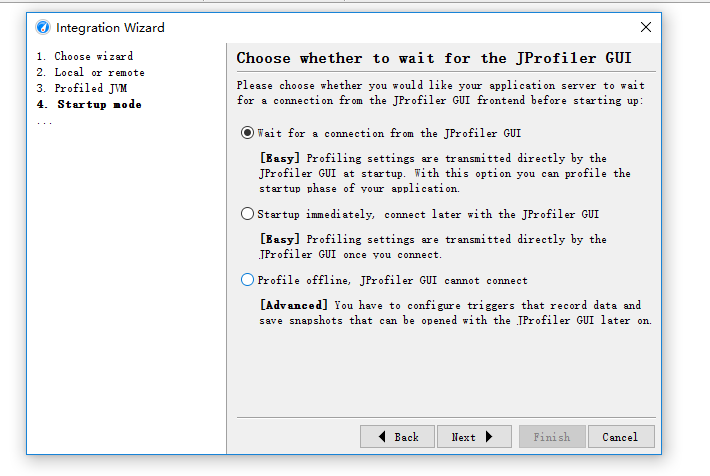 Integration Wizard
1. Choose wizard
2. Local or remote
3. Profiled JVM
4. Startup mode
...
Choose whether to wait for the JProfiler GUI
Please choose whether you would like your application server to wait
for a connection from the JProfiler GUI frontend before starting up:
Wait for a connection from the JProfiler GUI
[Easy] Profiling settings are transmitted directly by the
JProfiler GUI at startup. With this option you can profile the
startup phase of your application.
Startup immediately, connect later with the JProfiler GUI
[Easy] Profiling settings are transmitted directly by the
JProfiler GUI once you connect.
Profile offline, JProfiler GUI cannot connect
[Advanced] You have to configure triggers that record data and
save snapshots that can be opened with the JProfiler GUI later on.
Back Next Finish Cancel